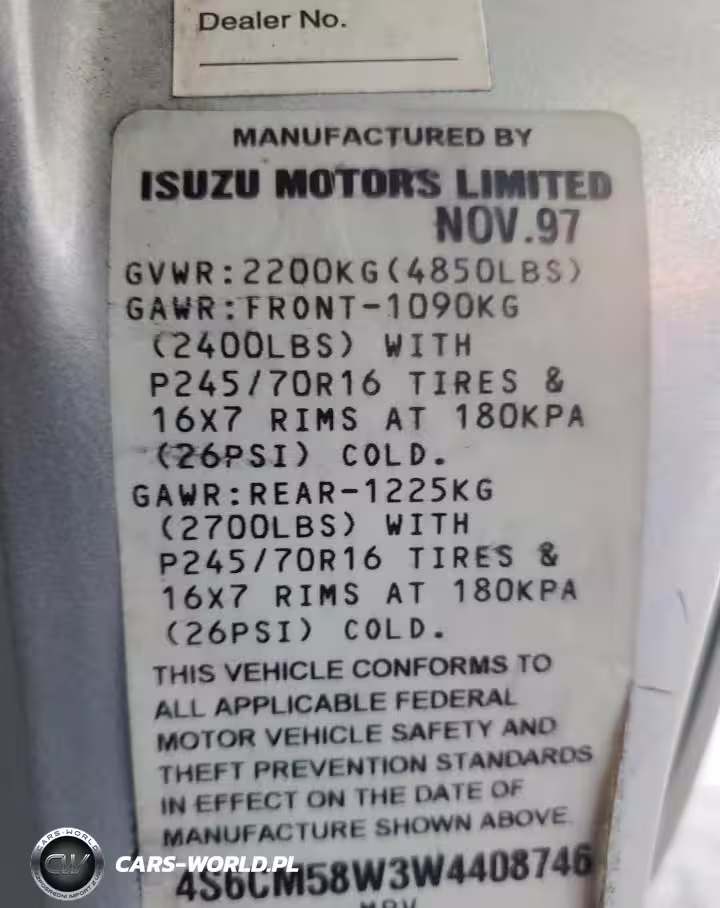 Dealer No.
MANUFACTURED BY
ISUZU MOTORS LIMITED
NOV.97
GVWR:2200KG(4850LBS)
GAWR:FRONT-1090KG
(2400LBS) WITH
P245/70R16 TIRES &
16X7 RIMS AT 180KPA
(26PSI) COLD.
GAWR:REAR-1225KG
(2700LBS) WITH
P245/70R16 TIRES &
16X7 RIMS AT 180KPA
(26PSI) COLD.
THIS VEHICLE CONFORMS TO
ALL APPLICABLE FEDERAL
MOTOR VEHICLE SAFETY AND
THEFT PREVENTION STANDARDS
IN EFFECT ON THE DATE OF
MANUFACTURE SHOWN ABOVE.
4S6CM58W3W4408746
CARS-WORLD
CW
CARS-WORLD.PL